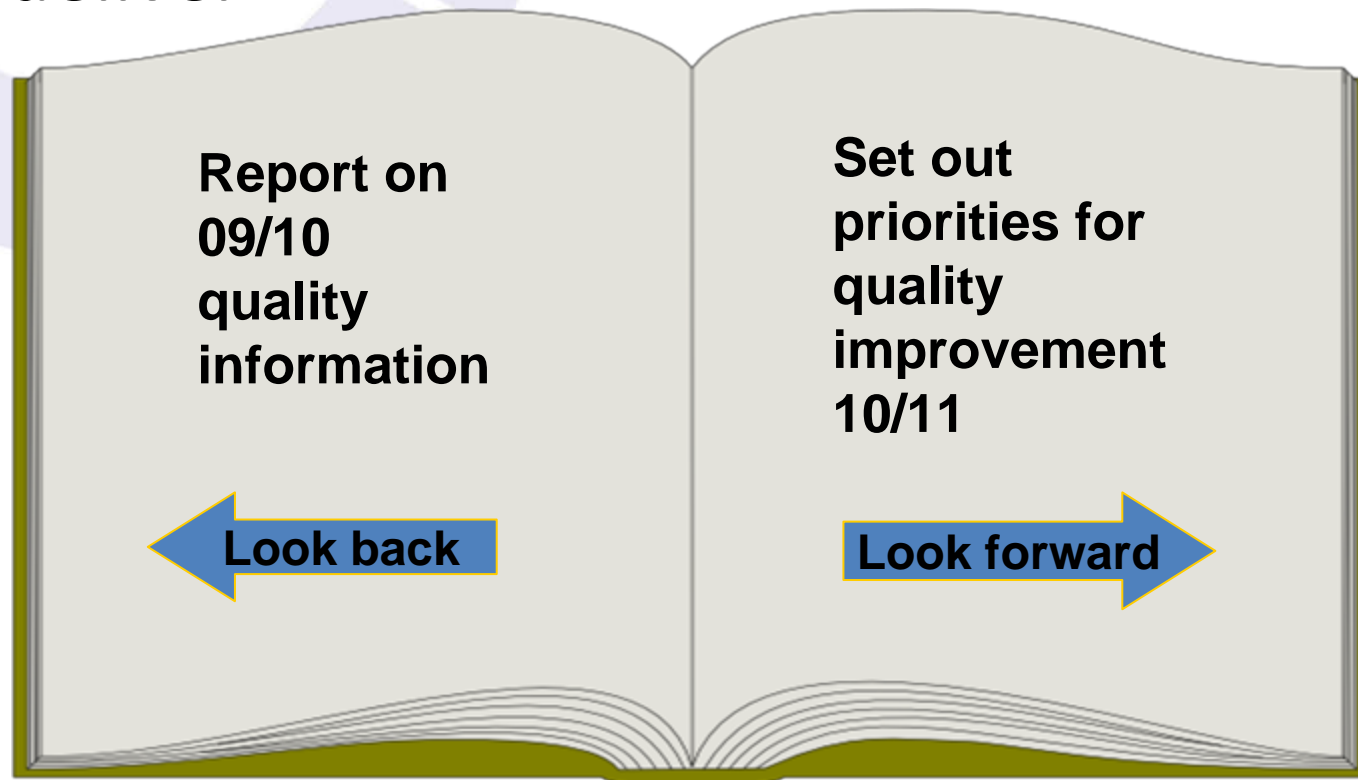 Report on
09/10
quality
information
Look back
Set out
priorities for
quality
improvement
10/11
Look forward